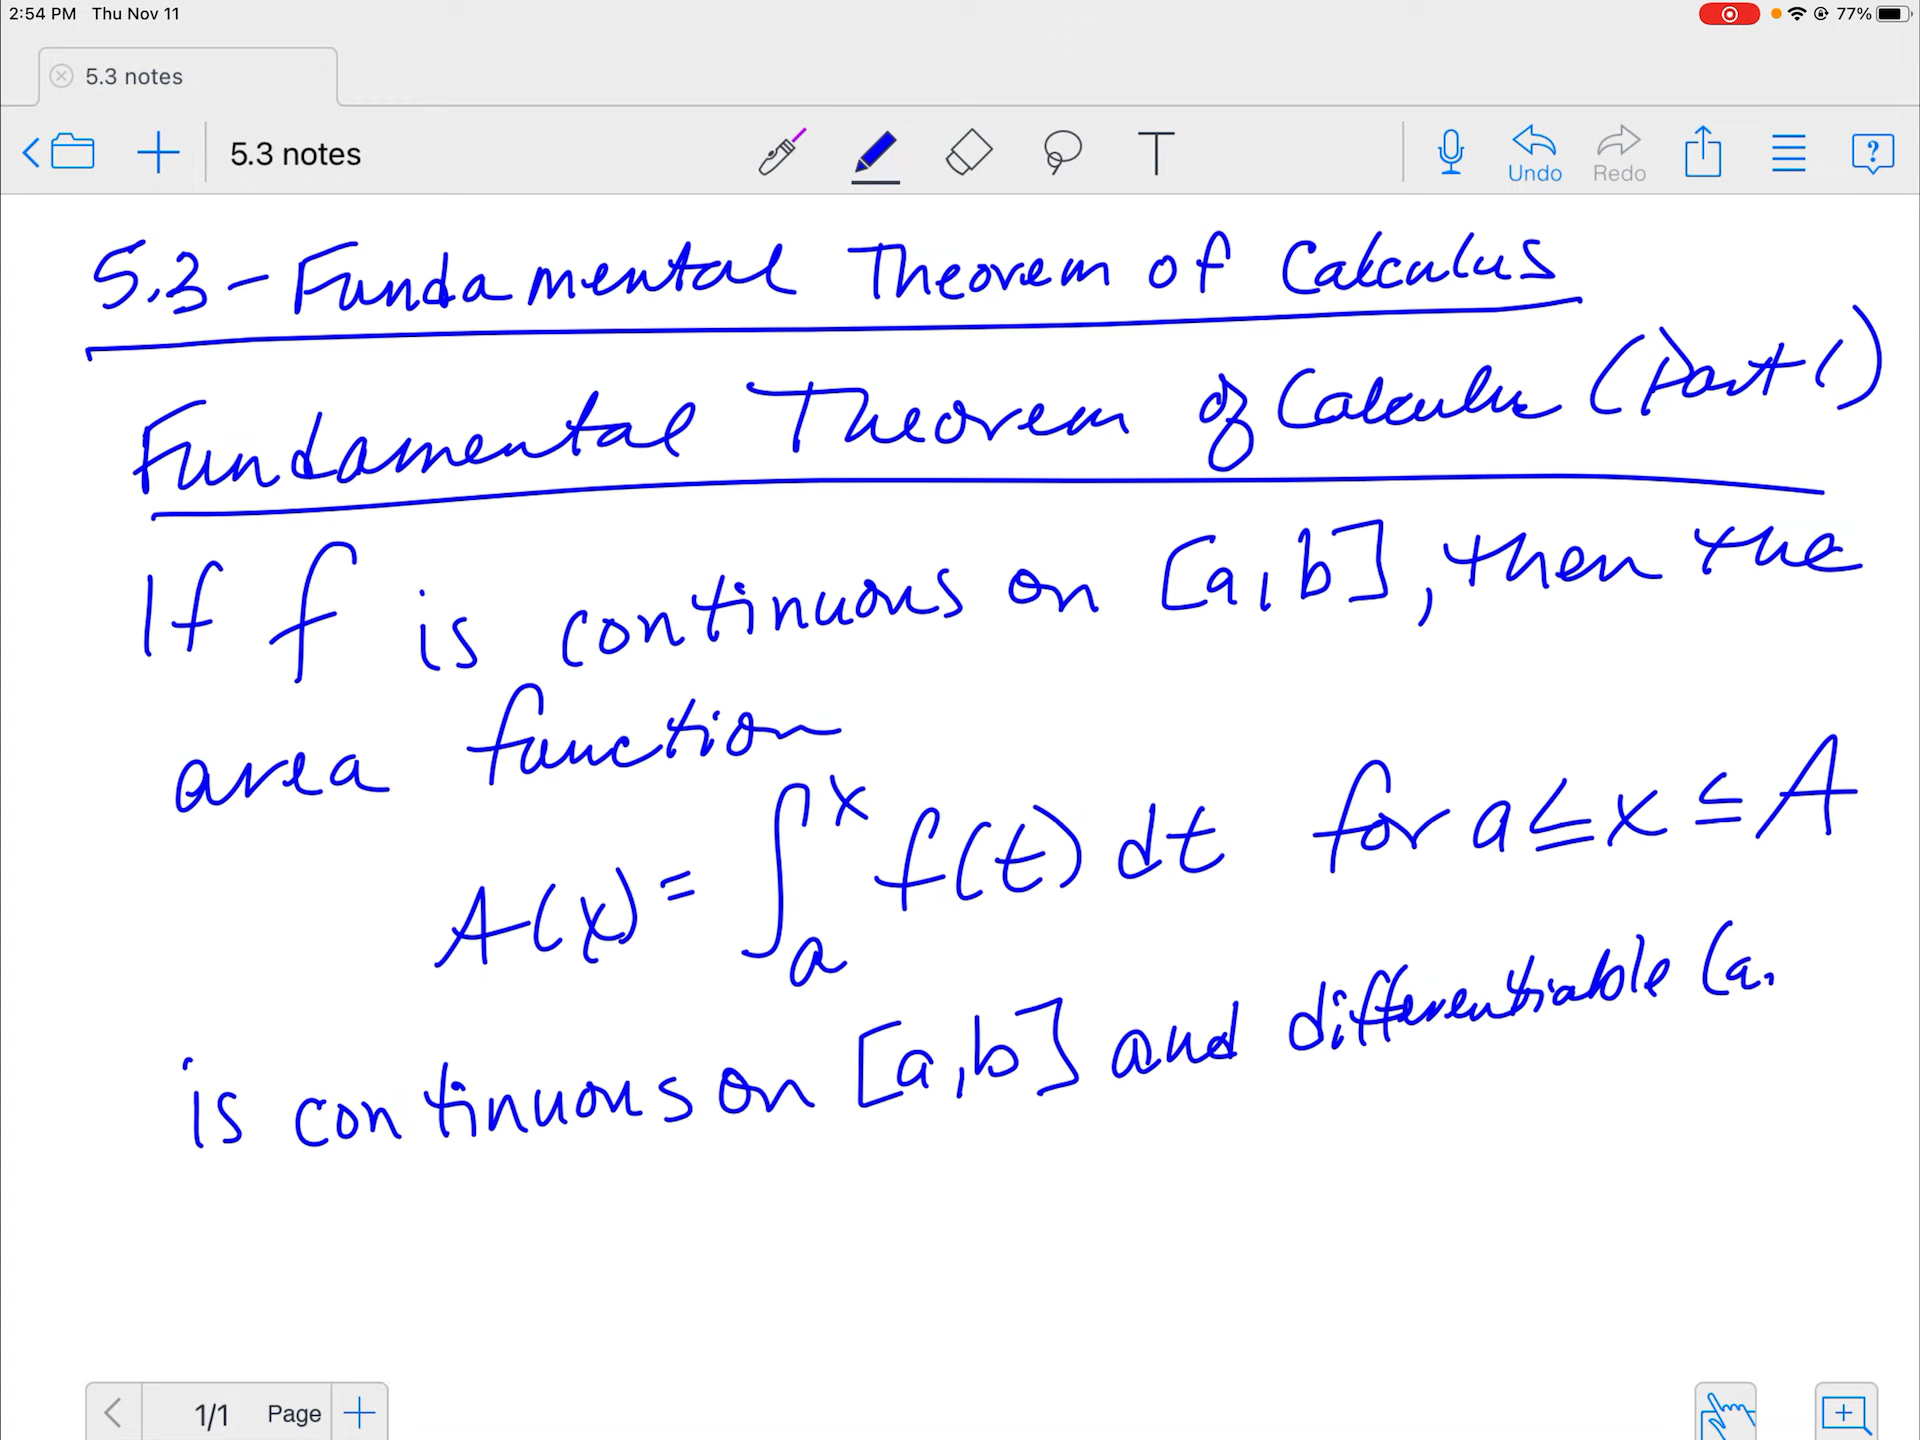 2:54 PM Thu Nov 11
77%
5.3 notes
5.3 notes
T
Undo
Redo
?
5.3 - Fundamental Theorem of Calculus
Fundamental Theorem of Calculus (Part 1)
If f is continuous on [a,b], then the
area function
A(x) = ∫ₐˣ f(t) dt for a ≤ x ≤ A
is continuous on [a,b] and differentiable (a,
1/1 Page